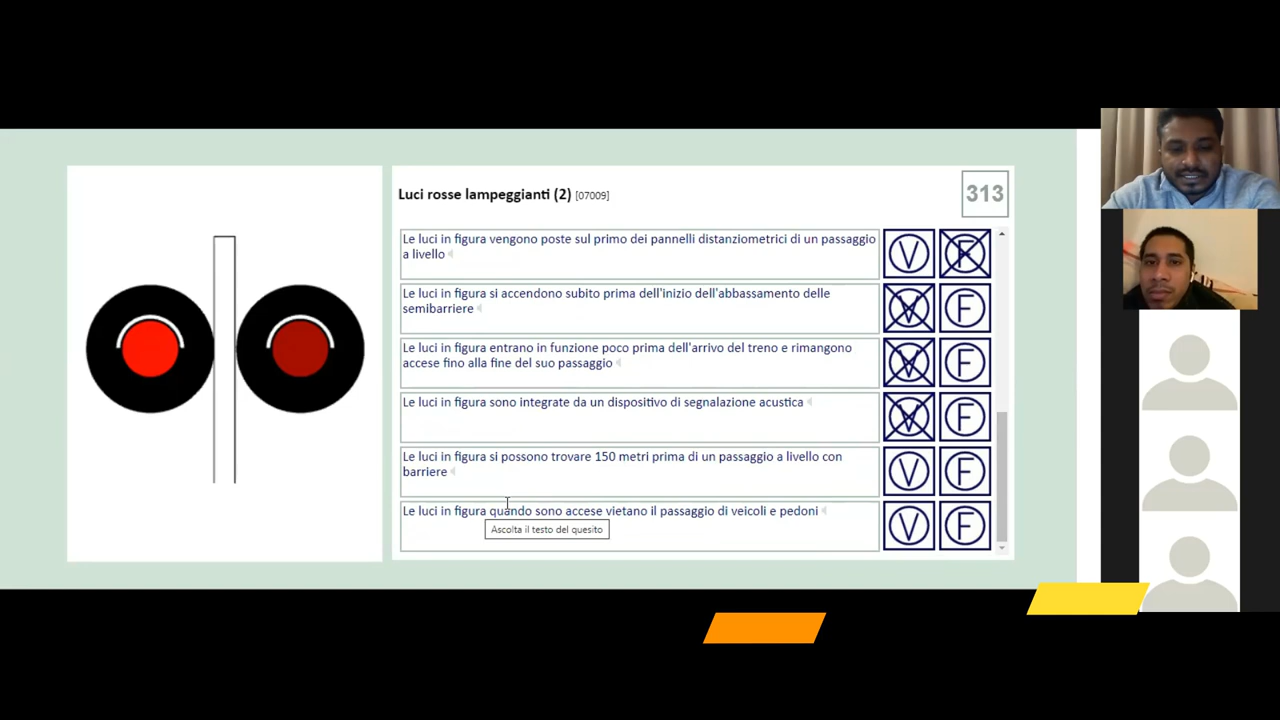 Luci rosse lampeggianti (2) [07009]
313
Le luci in figura vengono poste sul primo dei pannelli distanziometrici di un passaggio
a livello
V F
Le luci in figura si accendono subito prima dell'inizio dell'abbassamento delle
semibarriere
V F
Le luci in figura entrano in funzione poco prima dell'arrivo del treno e rimangono
accese fino alla fine del suo passaggio
V F
Le luci in figura sono integrate da un dispositivo di segnalazione acustica
V F
Le luci in figura si possono trovare 150 metri prima di un passaggio a livello con
barriere
V F
Le luci in figura quando sono accese vietano il passaggio di veicoli e pedoni
V F
Ascolta il testo del quesito